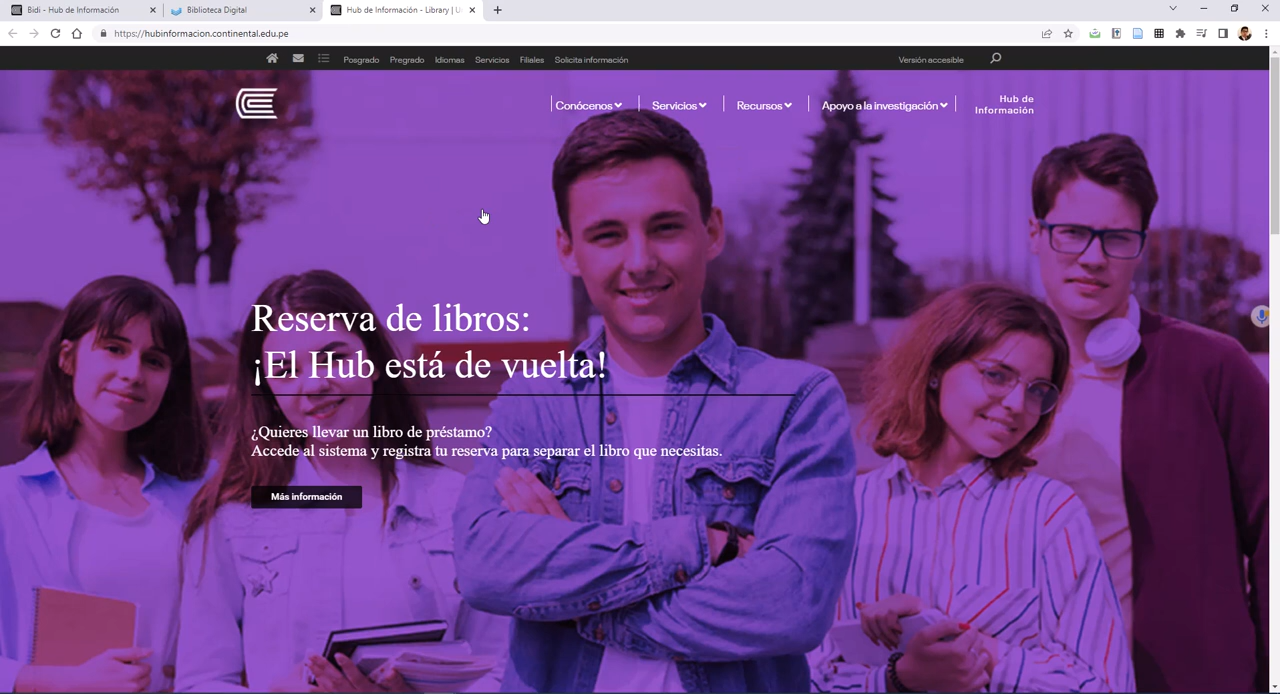 Bidi - Hub de Información
Biblioteca Digital
Hub de Información - Library | U
https://hubinformacion.continental.edu.pe
Posgrado
Pregrado
Idiomas
Servicios
Filiales
Solicita información
Versión accesible
Conócenos
Servicios
Recursos
Apoyo a la investigación
Hub de
Información
Reserva de libros:
¡El Hub está de vuelta!
¿Quieres llevar un libro de préstamo?
Accede al sistema y registra tu reserva para separar el libro que necesitas.
Más información